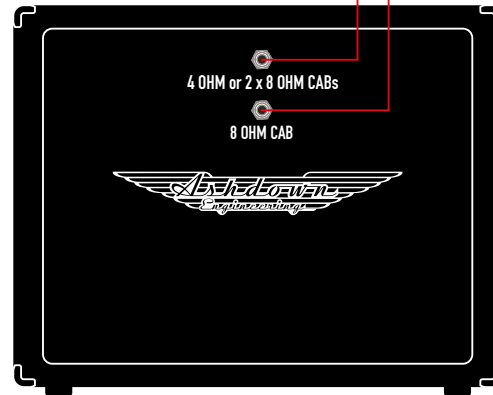 4 OHM or 2 x 8 OHM CABs
8 OHM CAB
Ashdown
Engineering